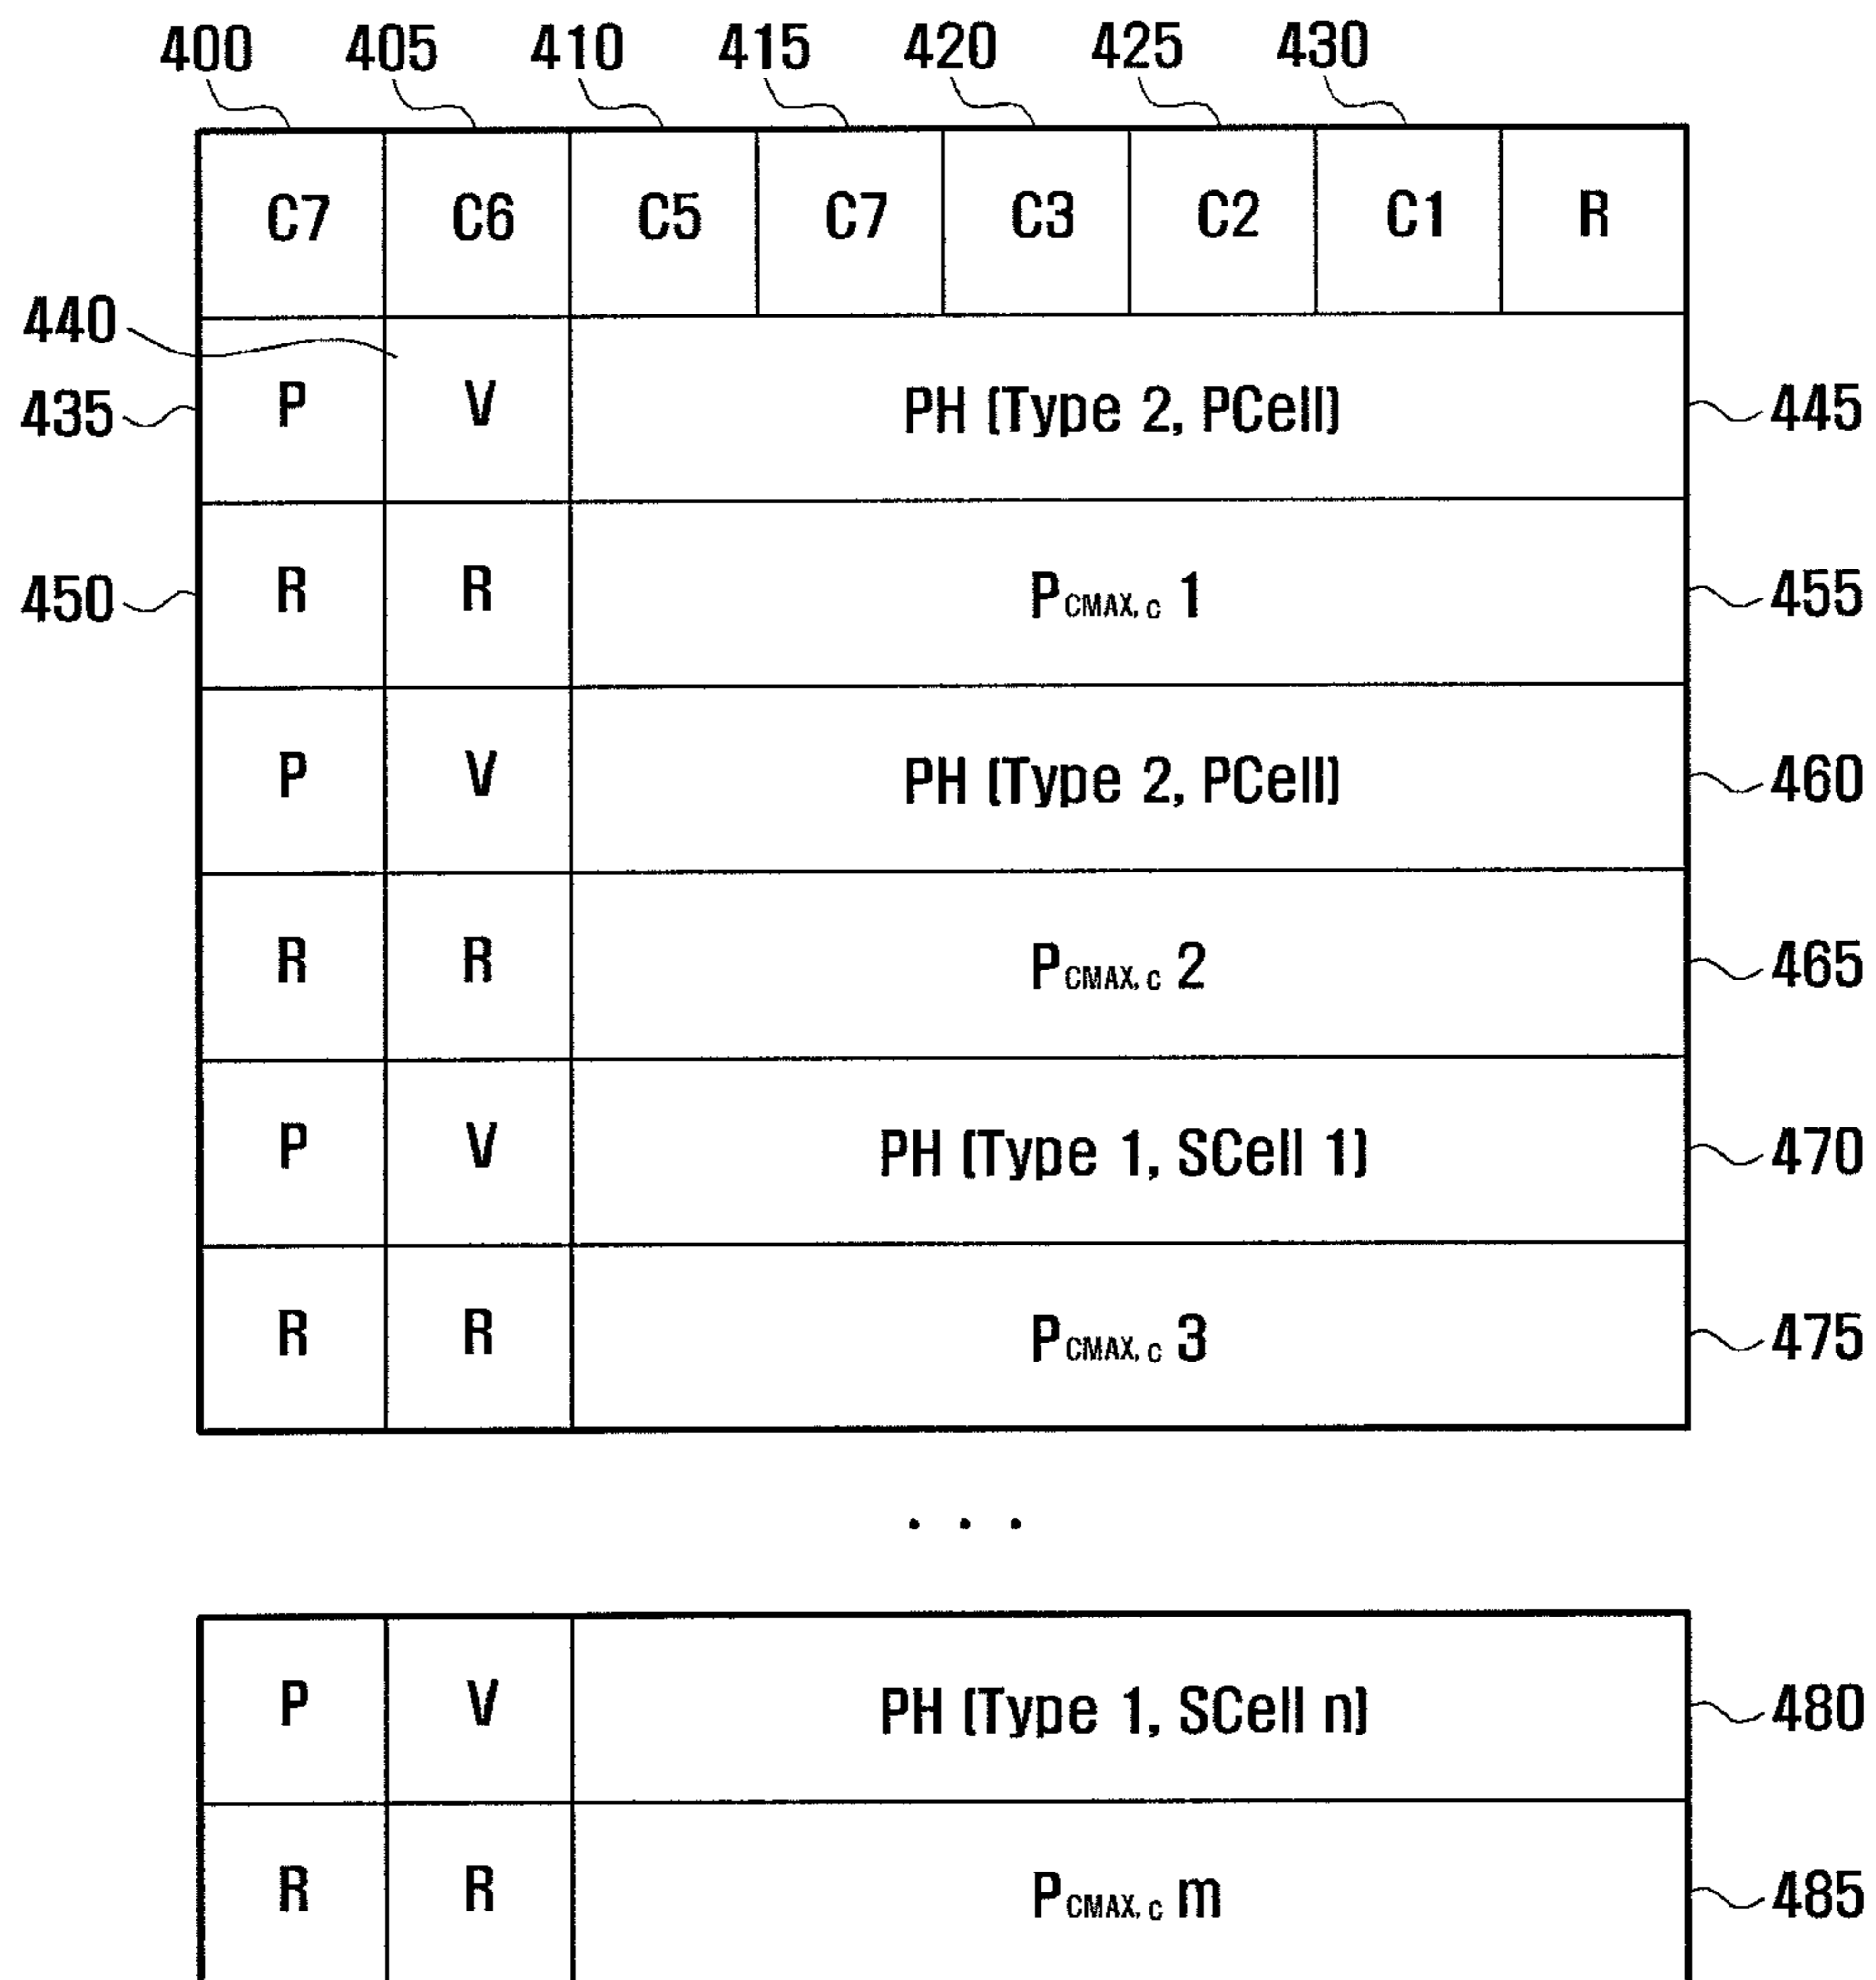 400 405 410 415 420 425 430
C7 C6 C5 C7 C3 C2 C1 R
440
435 P V PH (Type 2, PCell) 445
450 R R PCMAX, c 1 455
P V PH (Type 2, PCell) 460
R R PCMAX, c 2 465
P V PH (Type 1, SCell 1) 470
R R PCMAX, c 3 475
. . .
P V PH (Type 1, SCell n) 480
R R PCMAX, c m 485